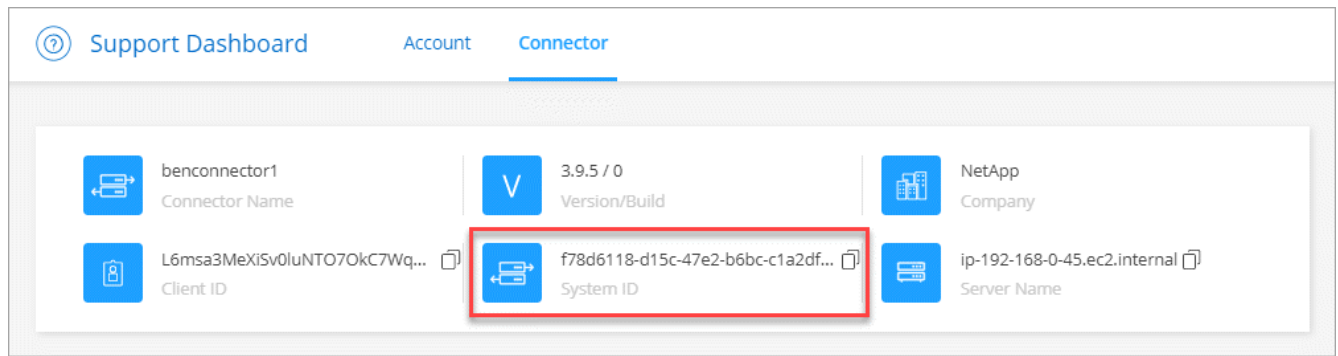 Support Dashboard Account Connector
benconnector1
Connector Name
V
3.9.5 / 0
Version/Build
NetApp
Company
L6msa3MeXiSv0luNTO7OkC7Wq...
Client ID
f78d6118-d15c-47e2-b6bc-c1a2df...
System ID
ip-192-168-0-45.ec2.internal
Server Name